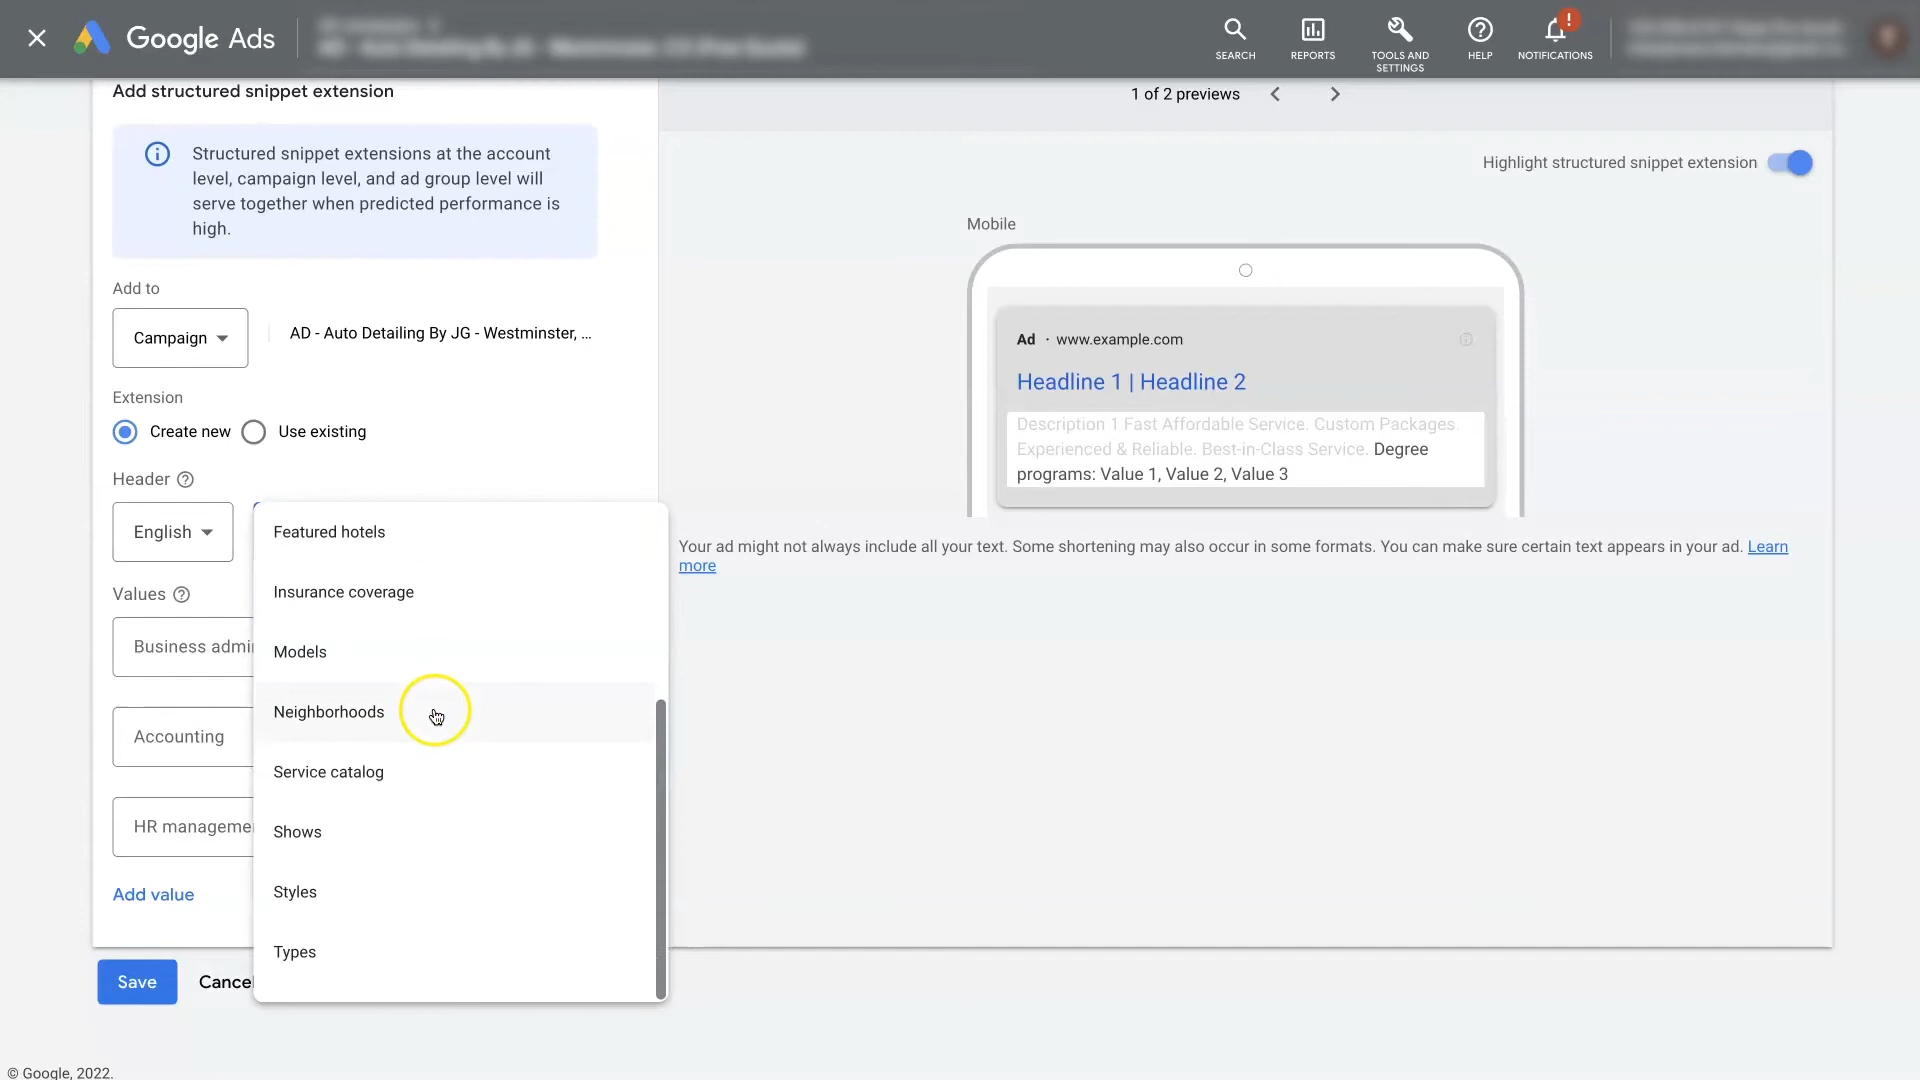 Google Ads
SEARCH
REPORTS
TOOLS AND
SETTINGS
HELP
!
NOTIFICATIONS
Add structured snippet extension
Structured snippet extensions at the account
level, campaign level, and ad group level will
serve together when predicted performance is
high.
Add to
Campaign
AD - Auto Detailing By JG - Westminster, ...
Extension
Create new
Use existing
Header
English
Values
Business admi
Accounting
HR manageme
Add value
Save
Cancel
Featured hotels
Insurance coverage
Models
Neighborhoods
Service catalog
Shows
Styles
Types
1 of 2 previews
Highlight structured snippet extension
Mobile
Ad · www.example.com
Headline 1 | Headline 2
Description 1 Fast Affordable Service. Custom Packages.
Experienced & Reliable. Best-in-Class Service. Degree
programs: Value 1, Value 2, Value 3
Your ad might not always include all your text. Some shortening may also occur in some formats. You can make sure certain text appears in your ad. Learn
more
© Google, 2022.